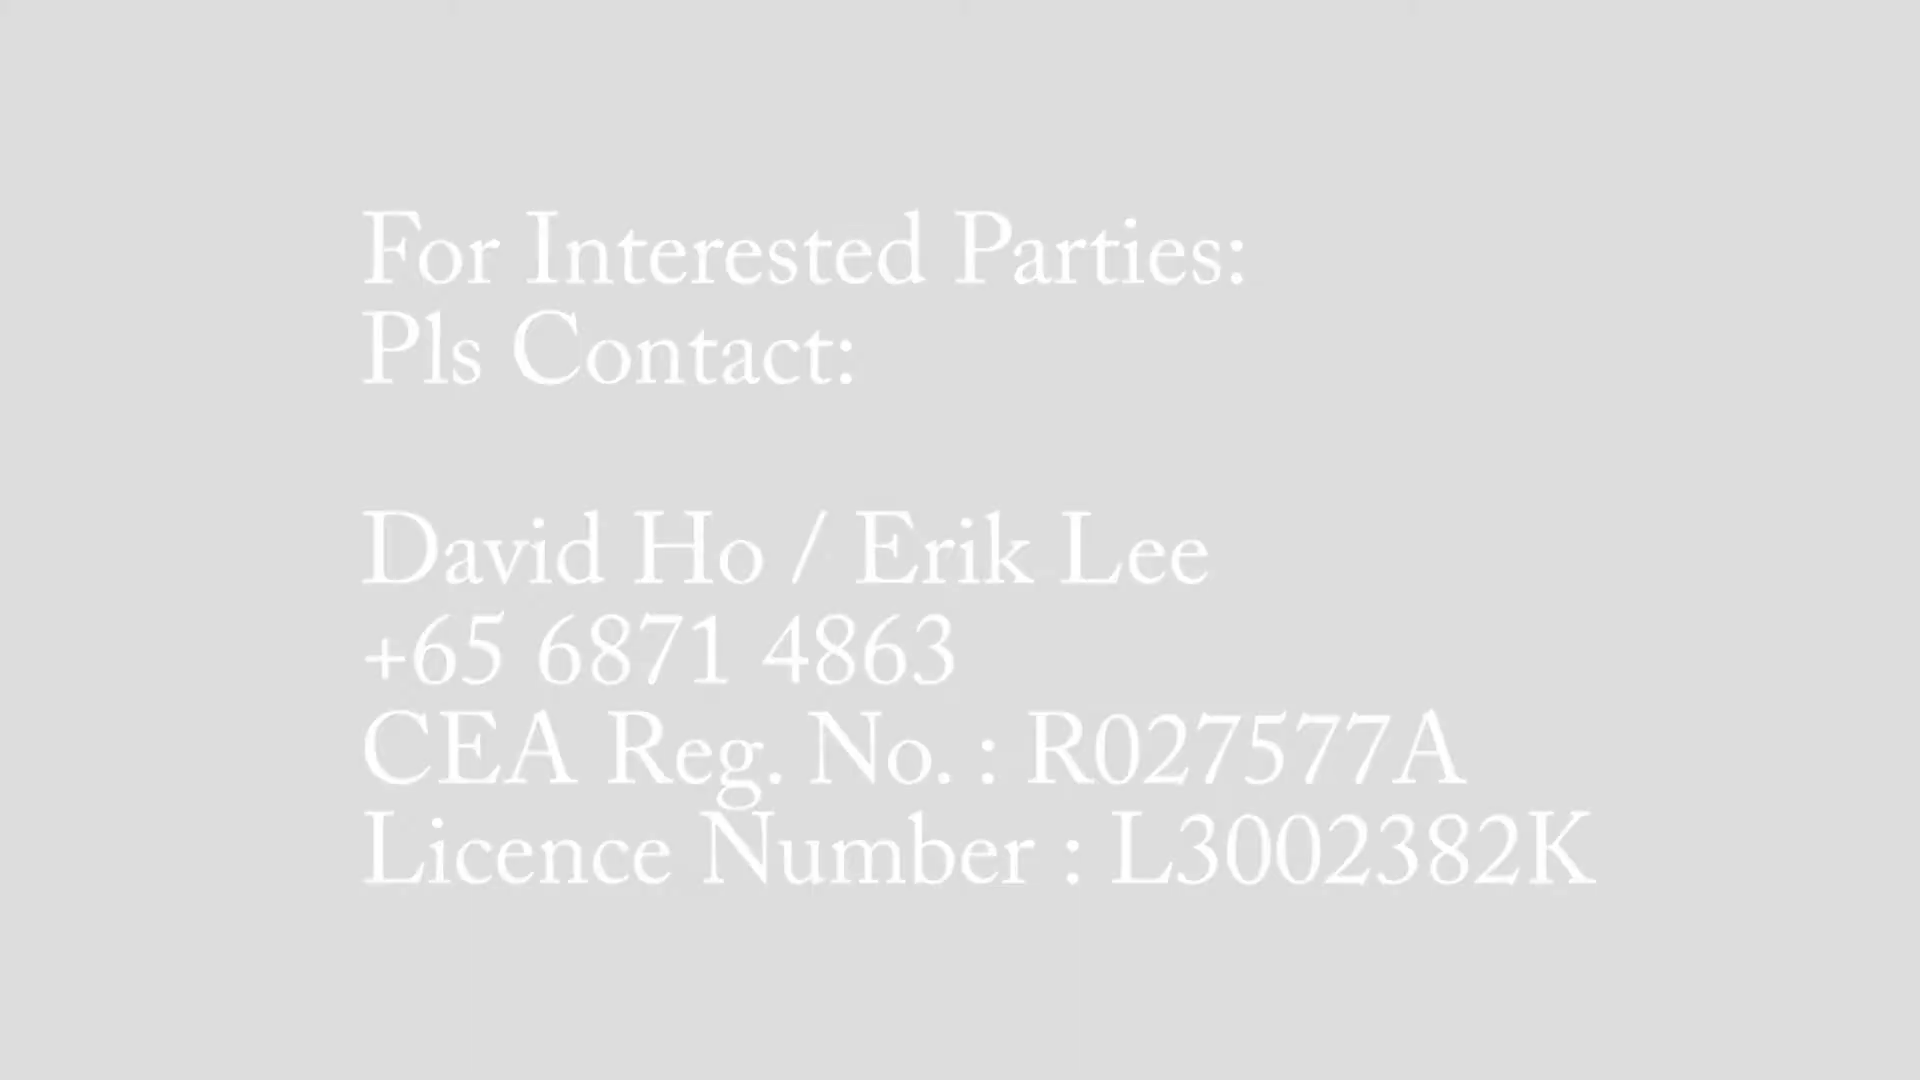 For Interested Parties:
Pls Contact:
David Ho / Erik Lee
+65 6871 4863
CEA Reg. No. : R027577A
Licence Number : L3002382K